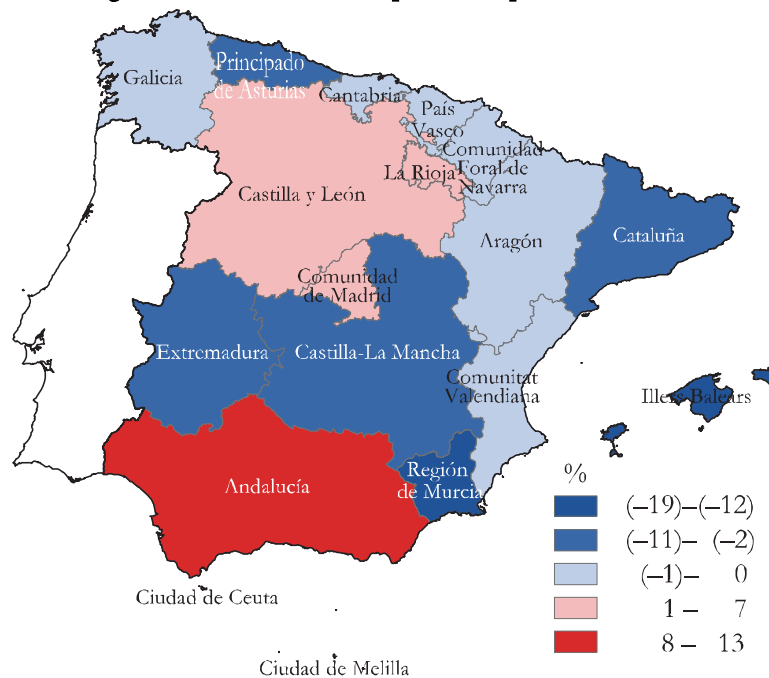 Principado
de Asturias
Galicia
Cantabria
País
Vasco
Comunidad
Foral de
Navarra
La Rioja
Castilla y León
Aragón
Cataluña
Comunidad
de Madrid
Extremadura
Castilla-La Mancha
Comunitat
Valendiana
Illers Balears
Región
de Murcia
Andalucía
Ciudad de Ceuta
Ciudad de Melilla
%
(–19)–(–12)
(–11)– (–2)
(–1)– 0
1 – 7
8 – 13